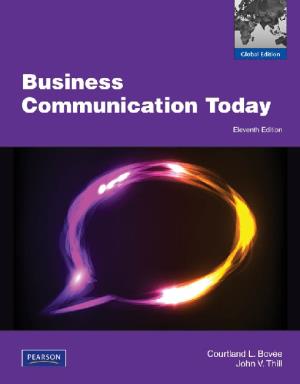 Global Edition
Business
Communication Today
Eleventh Edition
Courtland L. Bovée
John V. Thill
PEARSON